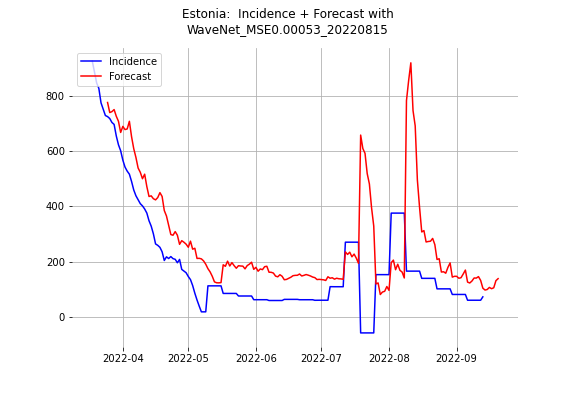 Estonia:  Incidence + Forecast with
WaveNet_MSE0.00053_20220815
Incidence
Forecast
800
600
400
200
0
2022-04 2022-05 2022-06 2022-07 2022-08 2022-09